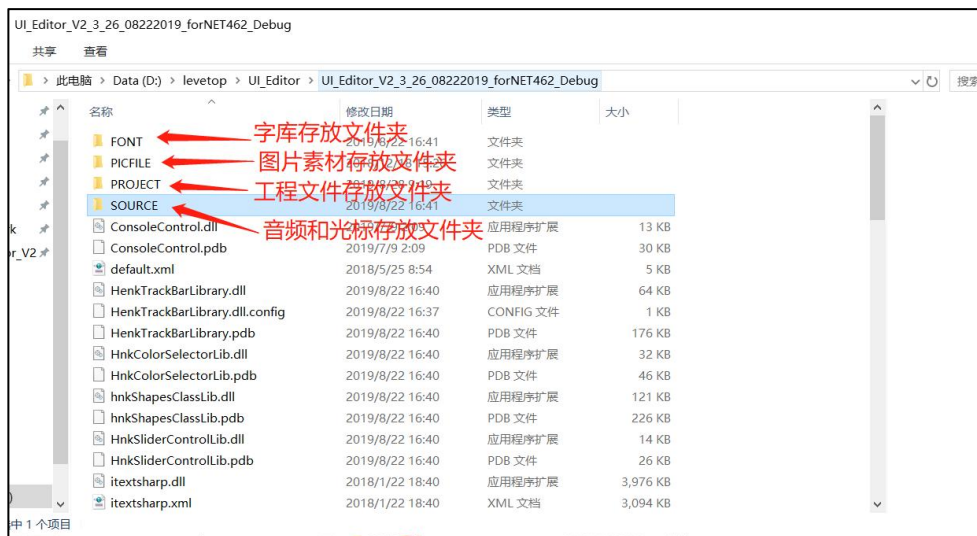 UI_Editor_V2_3_26_08222019_forNET462_Debug
共享 查看
> 此电脑 > Data (D:) > levetop > UI_Editor > UI_Editor_V2_3_26_08222019_forNET462_Debug 搜索
名称 修改日期 类型 大小
FONT 字库存放文件夹 2019/8/22 16:41 文件夹
PICFILE 图片素材存放文件夹 文件夹
PROJECT 工程文件存放文件夹 文件夹
SOURCE 2019/8/22 16:41 文件夹
ConsoleControl.dll 音频和光标存放文件夹 应用程序扩展 13 KB
ConsoleControl.pdb 2019/7/9 2:09 PDB 文件 30 KB
default.xml 2018/5/25 8:54 XML 文档 5 KB
HenkTrackBarLibrary.dll 2019/8/22 16:40 应用程序扩展 64 KB
HenkTrackBarLibrary.dll.config 2019/8/22 16:37 CONFIG 文件 1 KB
HenkTrackBarLibrary.pdb 2019/8/22 16:40 PDB 文件 176 KB
HnkColorSelectorLib.dll 2019/8/22 16:40 应用程序扩展 32 KB
HnkColorSelectorLib.pdb 2019/8/22 16:40 PDB 文件 46 KB
hnkShapesClassLib.dll 2019/8/22 16:40 应用程序扩展 121 KB
hnkShapesClassLib.pdb 2019/8/22 16:40 PDB 文件 226 KB
HnkSliderControlLib.dll 2019/8/22 16:40 应用程序扩展 14 KB
HnkSliderControlLib.pdb 2019/8/22 16:40 PDB 文件 26 KB
itextsharp.dll 2018/1/22 18:40 应用程序扩展 3,976 KB
itextsharp.xml 2018/1/22 18:40 XML 文档 3,094 KB
k
or_V2
中 1 个项目